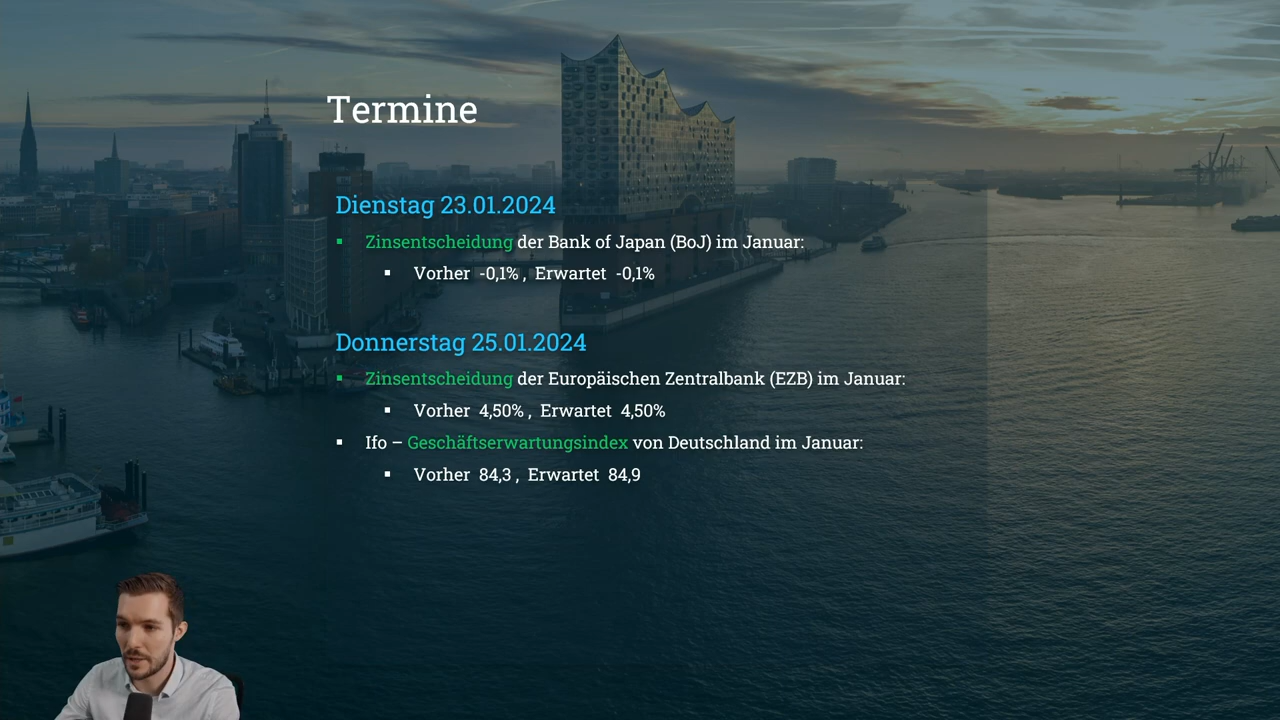 Termine
Dienstag 23.01.2024
Zinsentscheidung der Bank of Japan (BoJ) im Januar:
Vorher -0,1% , Erwartet -0,1%
Donnerstag 25.01.2024
Zinsentscheidung der Europäischen Zentralbank (EZB) im Januar:
Vorher 4,50% , Erwartet 4,50%
Ifo – Geschäftserwartungsindex von Deutschland im Januar:
Vorher 84,3 , Erwartet 84,9